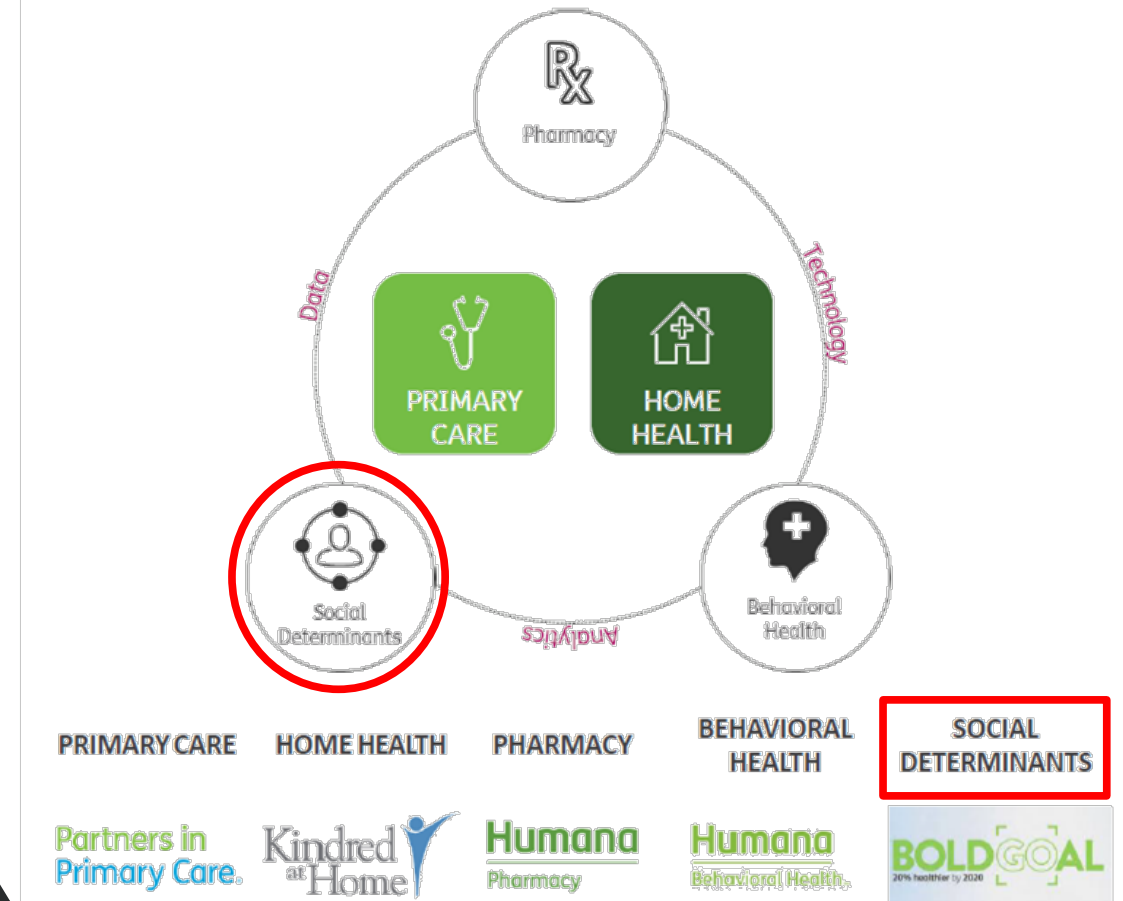 Rx
Pharmacy
Data
Technology
PRIMARY
CARE
HOME
HEALTH
Social
Determinants
Behavioral
Health
Analytics
PRIMARY CARE
HOME HEALTH
PHARMACY
BEHAVIORAL
HEALTH
SOCIAL
DETERMINANTS
Partners in
Primary Care.
Kindred
at Home
Humana
Pharmacy
Humana
Behavioral Health.
BOLDGOAL
20% healthier by 2020